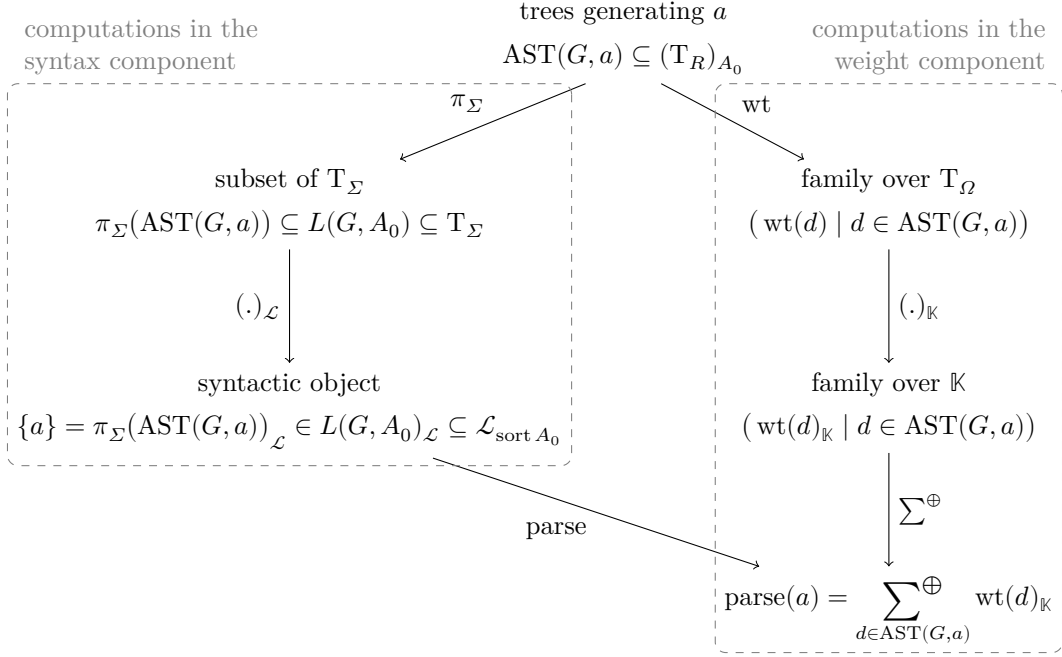 computations in the
syntax component
trees generating a
AST(G, a) ⊆ (T_R)_{A_0}
computations in the
weight component
π_Σ
wt
subset of T_Σ
π_Σ(AST(G, a)) ⊆ L(G, A_0) ⊆ T_Σ
family over T_Ω
( wt(d) | d ∈ AST(G, a))
(.)_ℒ
(.)_𝕂
syntactic object
{a} = π_Σ(AST(G, a))_ℒ ∈ L(G, A_0)_ℒ ⊆ ℒ_{sort A_0}
family over 𝕂
( wt(d)_𝕂 | d ∈ AST(G, a))
parse
∑^⊕
parse(a) = ∑^⊕_{d∈AST(G,a)} wt(d)_𝕂